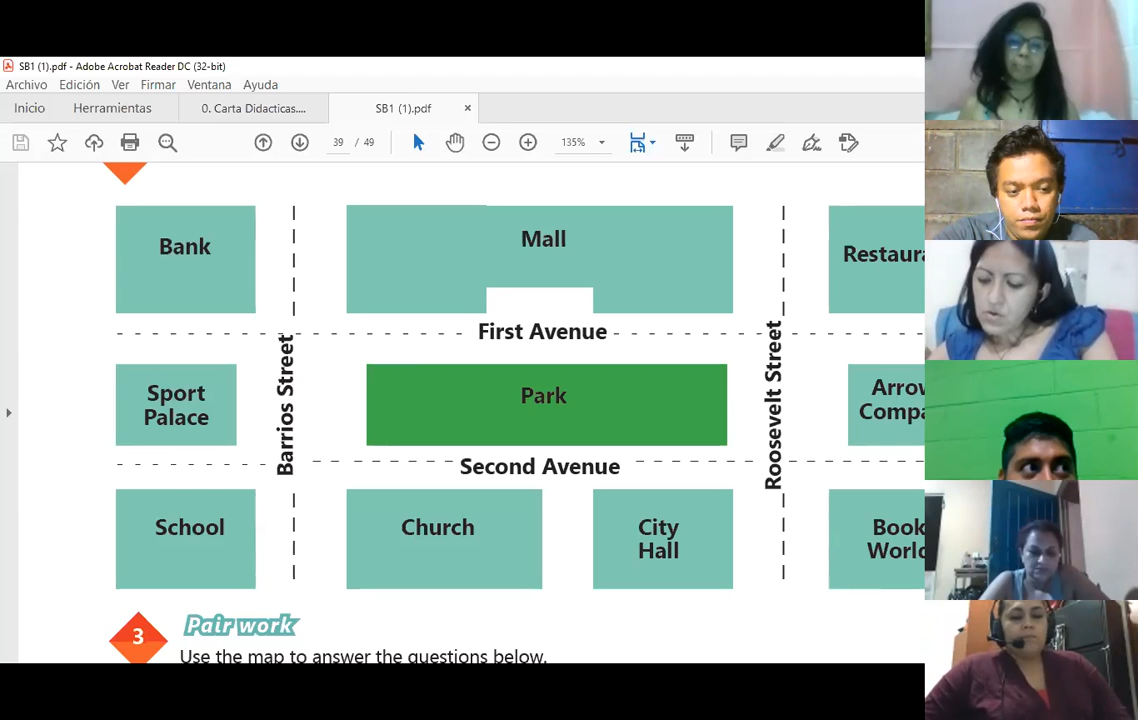 SB1 (1).pdf - Adobe Acrobat Reader DC (32-bit)
Archivo Edición Ver Firmar Ventana Ayuda
Inicio Herramientas 0. Carta Didacticas.... SB1 (1).pdf ×
39 / 49 135%
Bank Mall Restaura
First Avenue
Barrios Street
Roosevelt Street
Sport
Palace
Park
Arrow
Compa
Second Avenue
School Church City
Hall
Book
World
3 Pair work
Use the map to answer the questions below.